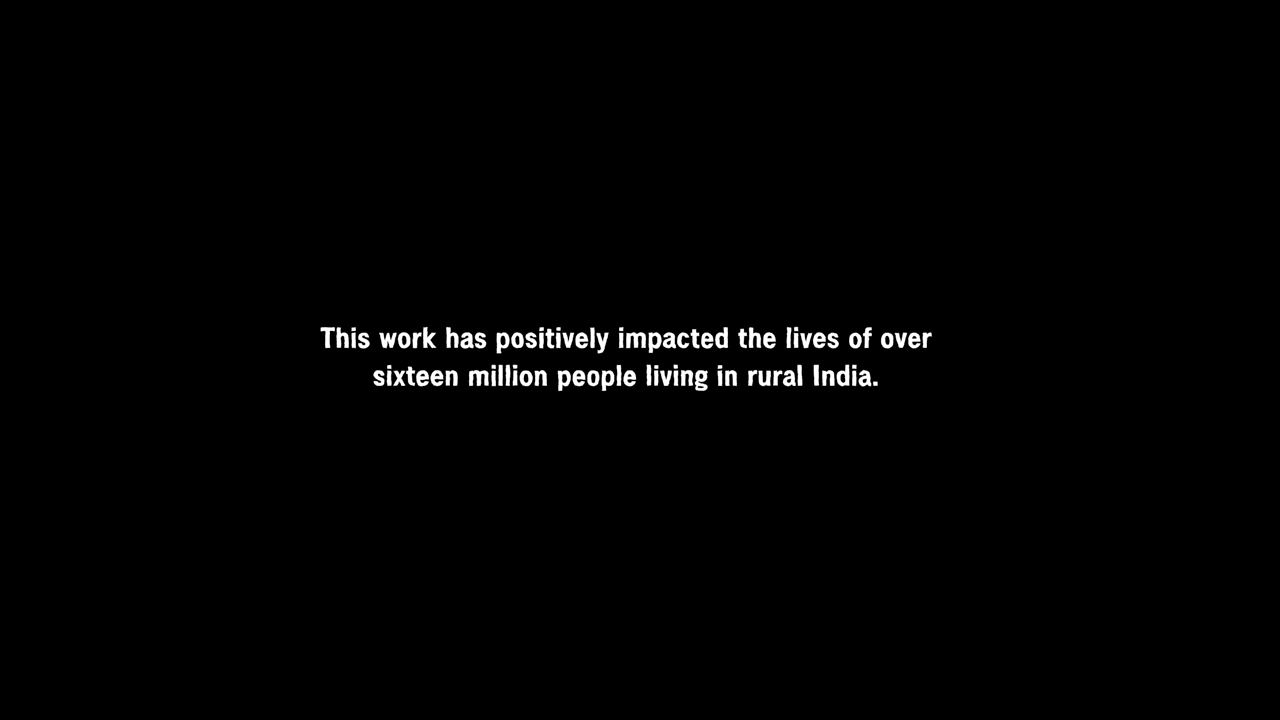 This work has positively impacted the lives of over
sixteen million people living in rural India.